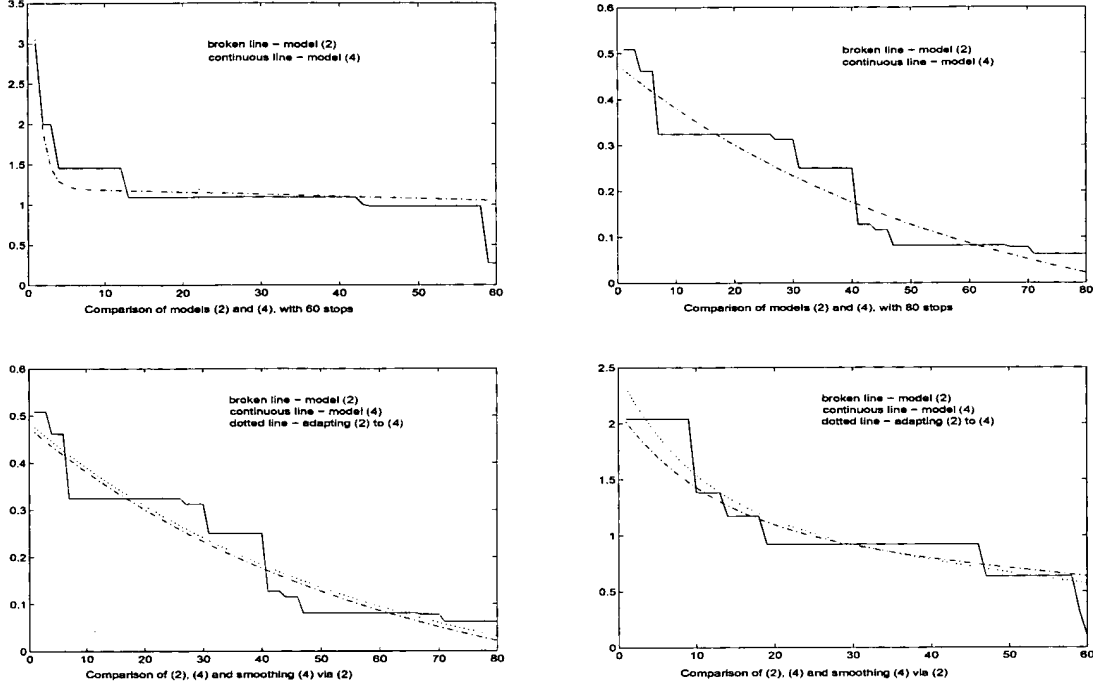 3.5
3
2.5
2
1.5
1
0.5
0
broken line − model (2)
continuous line − model (4)
0 10 20 30 40 50 60
Comparison of models (2) and (4), with 60 stops
0.6
0.5
0.4
0.3
0.2
0.1
0
broken line − model (2)
continuous line − model (4)
0 10 20 30 40 50 60 70 80
Comparison of models (2) and (4), with 80 stops
0.6
0.5
0.4
0.3
0.2
0.1
0
broken line − model (2)
continuous line − model (4)
dotted line − adapting (2) to (4)
0 10 20 30 40 50 60 70 80
Comparison of (2), (4) and smoothing (4) via (2)
2.5
2
1.5
1
0.5
0
broken line − model (2)
continuous line − model (4)
dotted line − adapting (2) to (4)
0 10 20 30 40 50 60
Comparison of (2), (4) and smoothing (4) via (2)